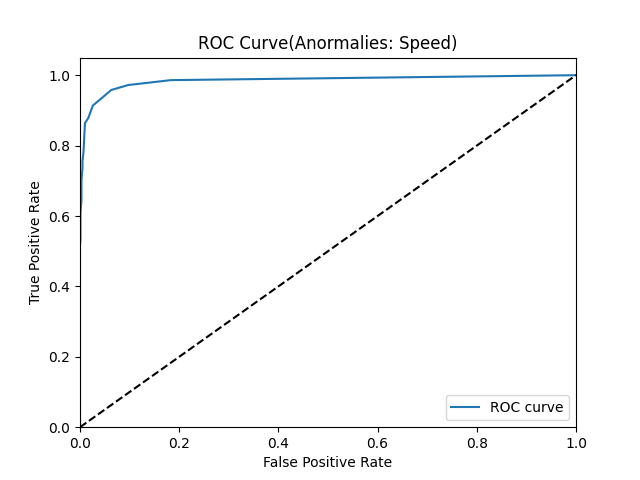 ROC Curve(Anormalies: Speed)
1.0
0.8
0.6
0.4
0.2
0.0
True Positive Rate
ROC curve
0.0 0.2 0.4 0.6 0.8 1.0
False Positive Rate